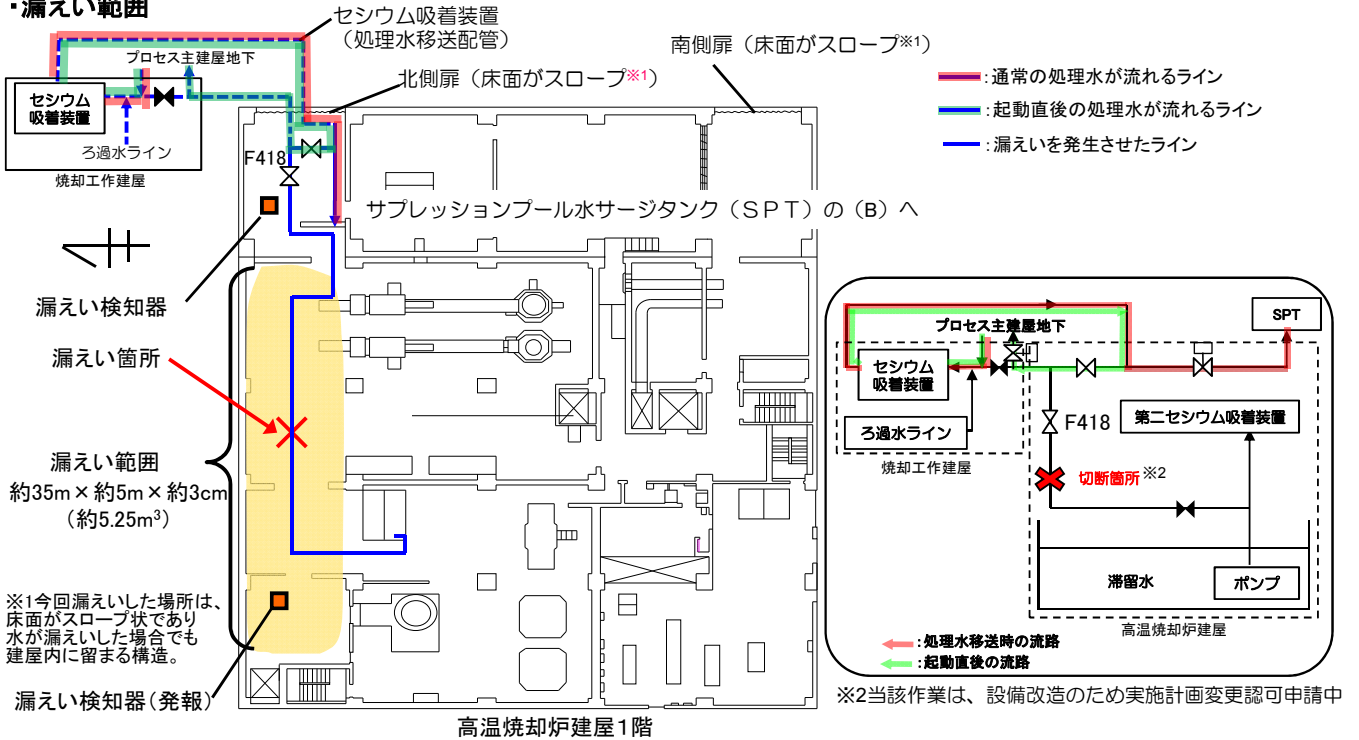 ・漏えい範囲
セシウム吸着装置
（処理水移送配管）
プロセス主建屋地下
北側扉（床面がスロープ※1）
南側扉（床面がスロープ※1）
セシウム
吸着装置
ろ過水ライン
焼却工作建屋
：通常の処理水が流れるライン
：起動直後の処理水が流れるライン
：漏えいを発生させたライン
F418
サプレッションプール水サージタンク（SPT）の（B）へ
漏えい検知器
漏えい箇所
漏えい範囲
約35m×約5m×約3cm
（約5.25m³）
※1今回漏えいした場所は、
床面がスロープ状であり
水が漏えいした場合でも
建屋内に留まる構造。
漏えい検知器（発報）
高温焼却炉建屋1階
プロセス主建屋地下
SPT
セシウム
吸着装置
ろ過水ライン
焼却工作建屋
F418
第二セシウム吸着装置
切断箇所※2
滞留水
ポンプ
高温焼却炉建屋
：処理水移送時の流路
：起動直後の流路
※2当該作業は、設備改造のため実施計画変更認可申請中